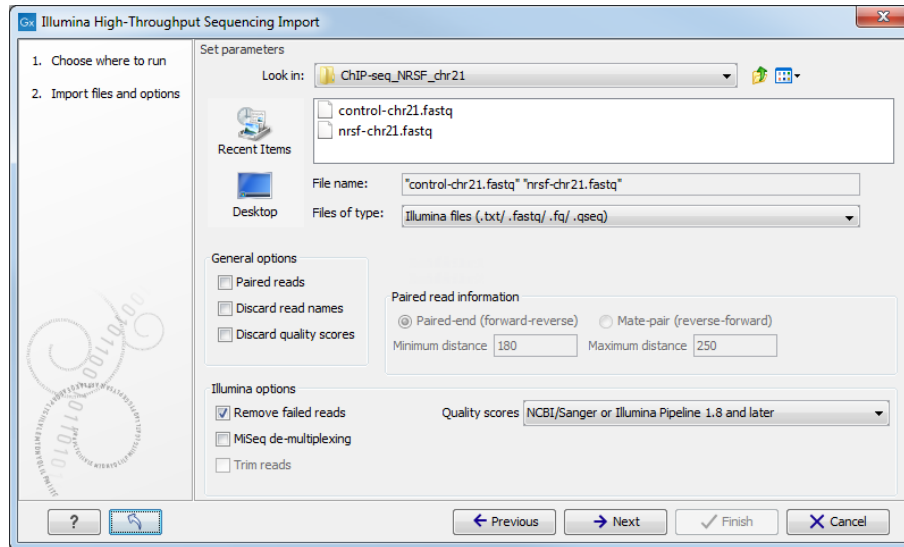 Gx Illumina High-Throughput Sequencing Import
1. Choose where to run
2. Import files and options
Set parameters
Look in: ChIP-seq_NRSF_chr21
control-chr21.fastq
nrsf-chr21.fastq
Recent Items
Desktop
File name: "control-chr21.fastq" "nrsf-chr21.fastq"
Files of type: Illumina files (.txt/ .fastq/ .fq/ .qseq)
General options
Paired reads
Discard read names
Discard quality scores
Paired read information
Paired-end (forward-reverse) Mate-pair (reverse-forward)
Minimum distance 180 Maximum distance 250
Illumina options
Remove failed reads Quality scores NCBI/Sanger or Illumina Pipeline 1.8 and later
MiSeq de-multiplexing
Trim reads
? Previous Next Finish Cancel